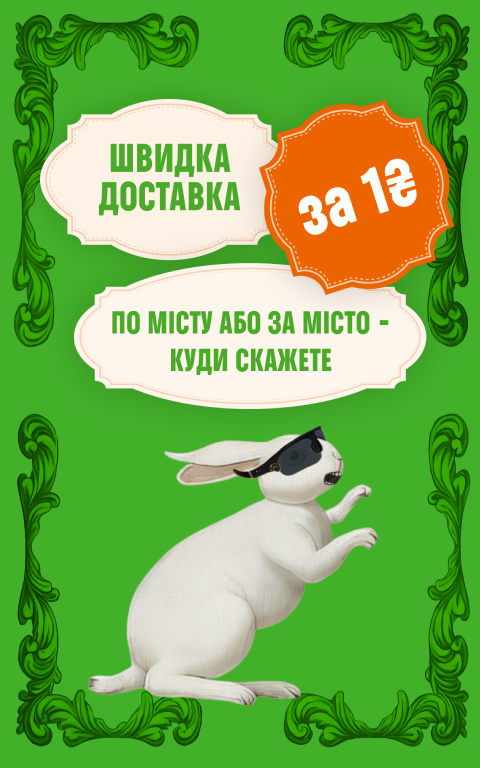 ШВИДКА
ДОСТАВКА
за 1₴
ПО МІСТУ АБО ЗА МІСТО -
КУДИ СКАЖЕТЕ